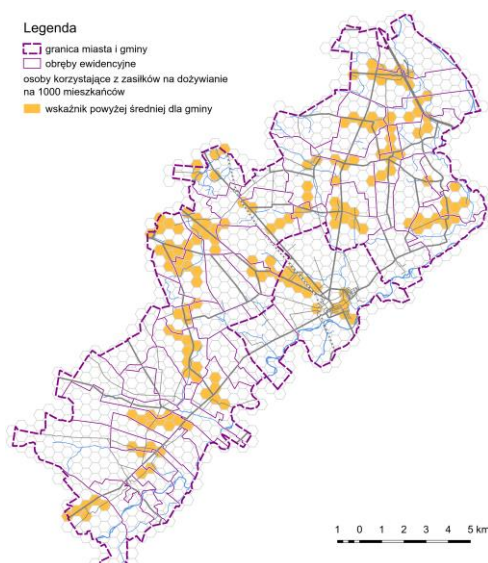 Legenda
granica miasta i gminy
obręby ewidencyjne
osoby korzystające z zasiłków na dożywianie
na 1000 mieszkańców
wskaźnik powyżej średniej dla gminy
1 0 1 2 3 4 5 km